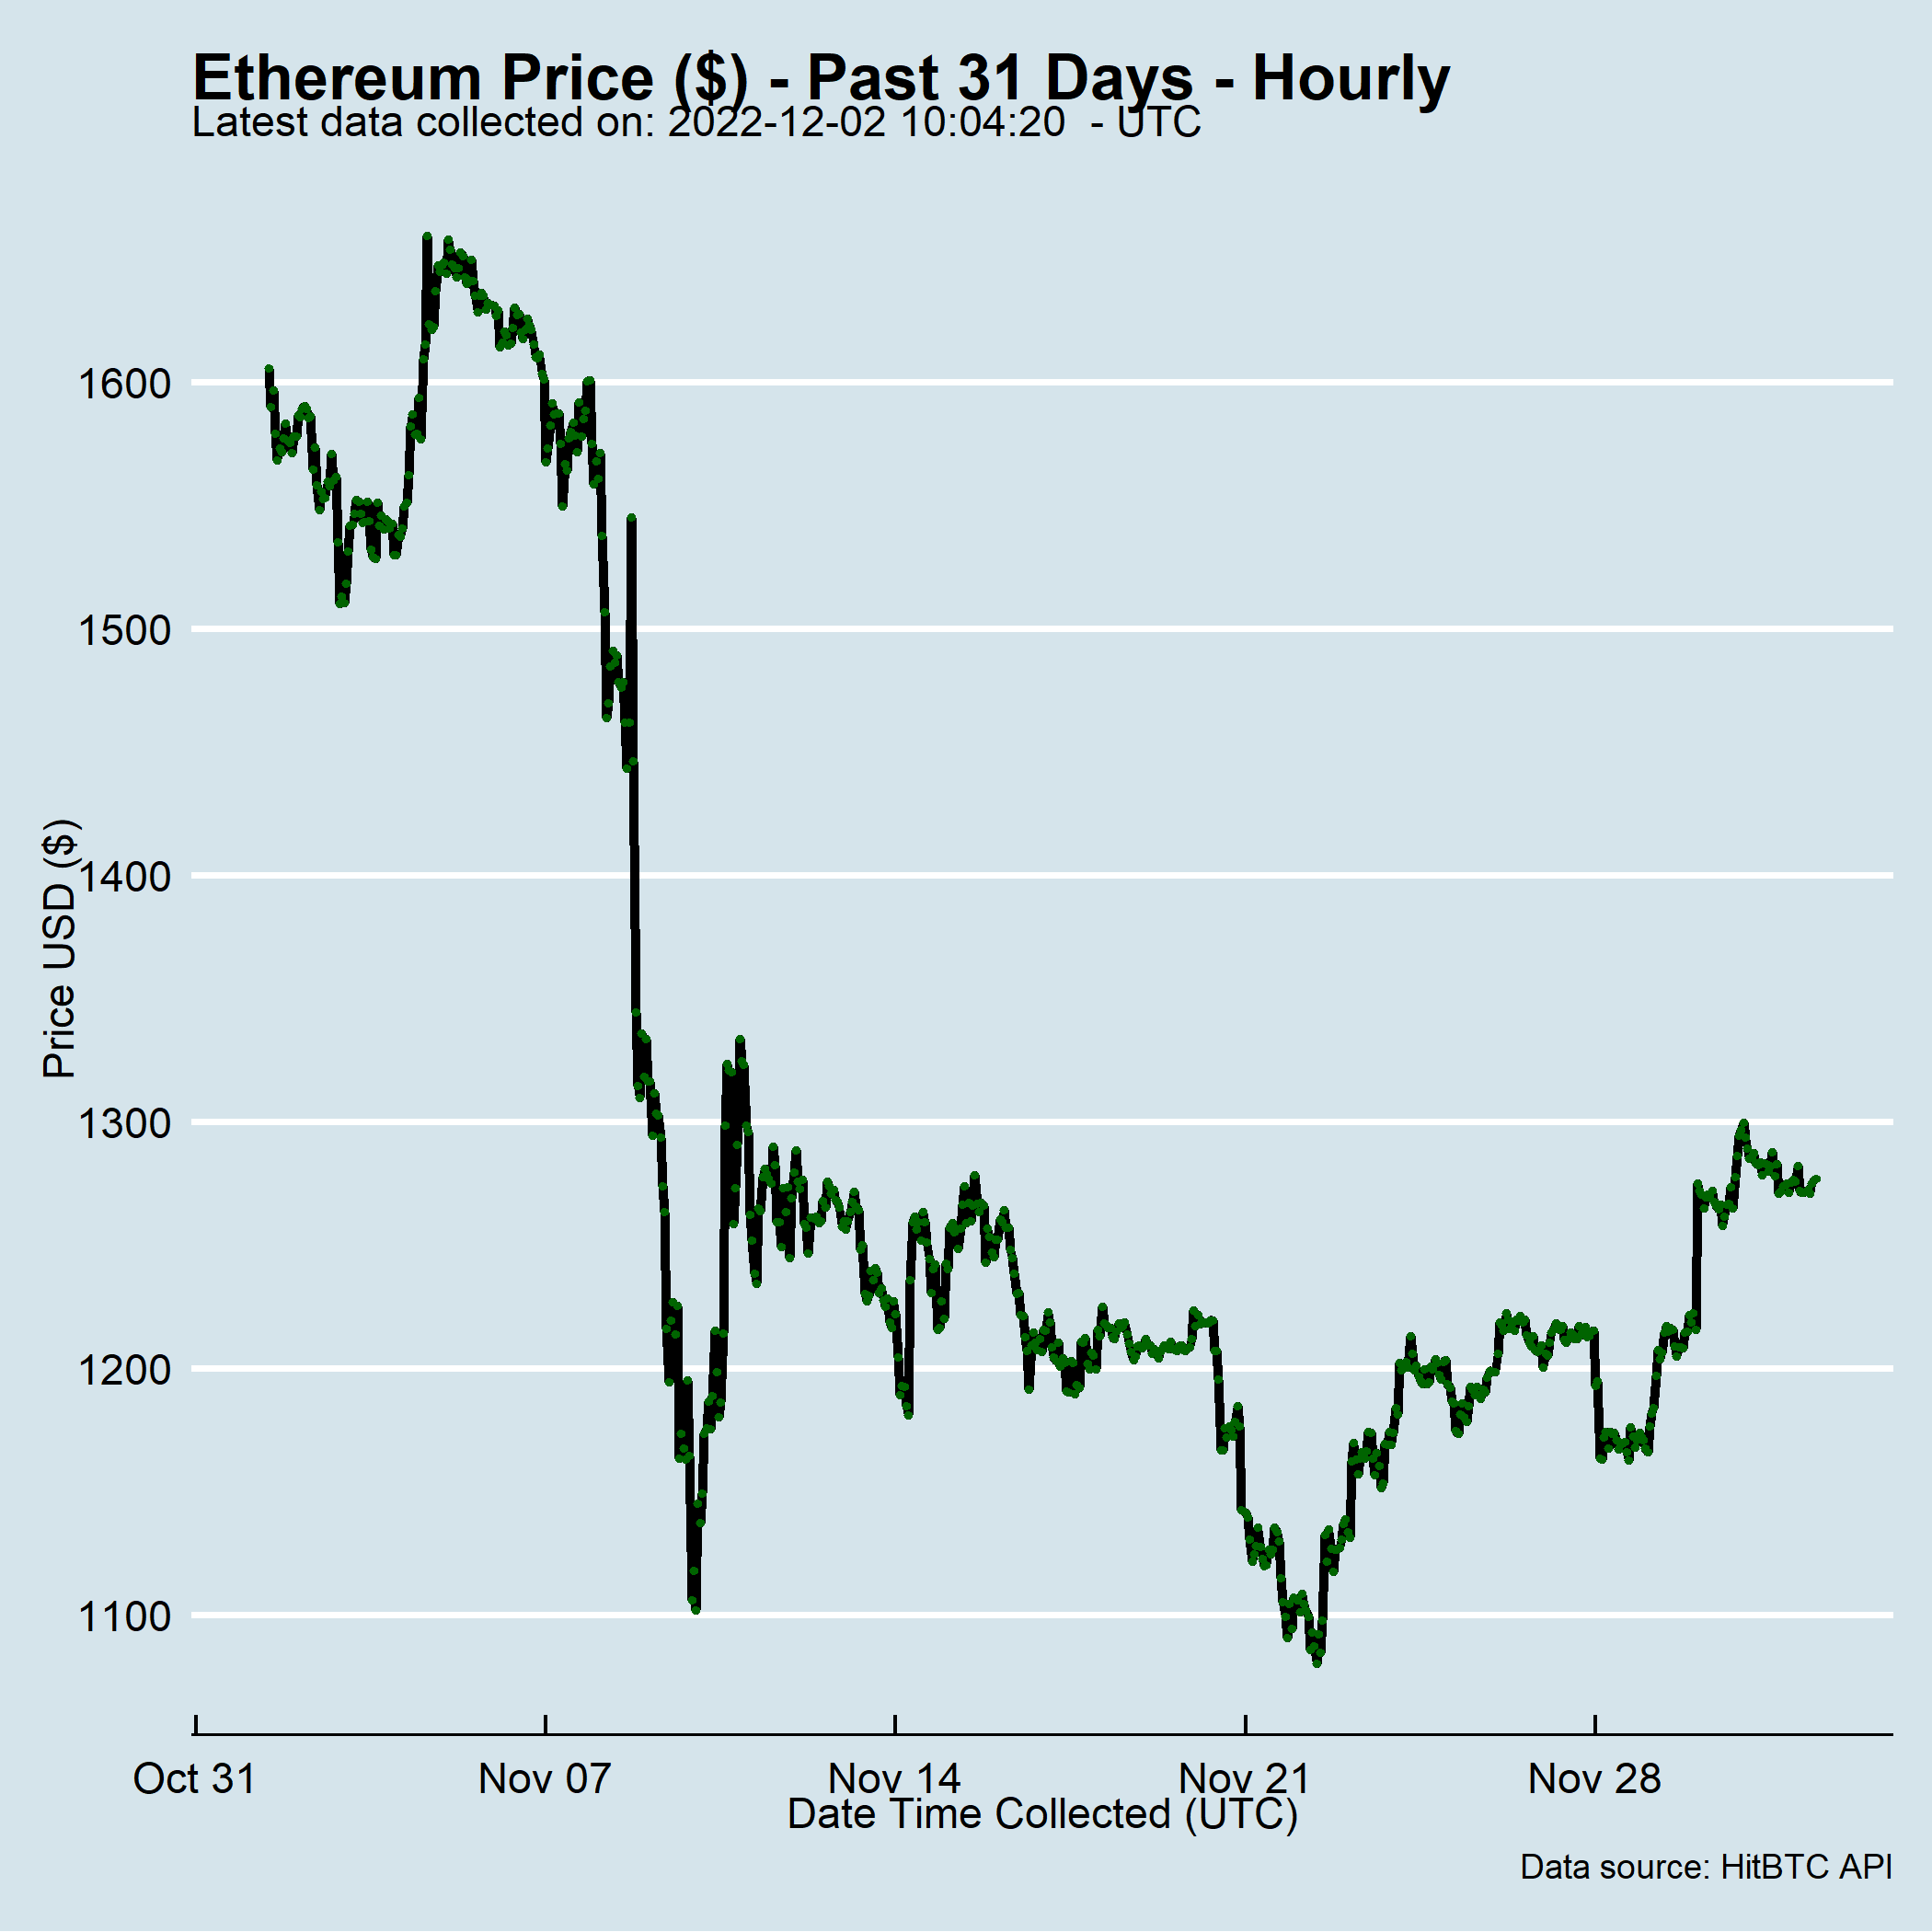 Ethereum Price ($) - Past 31 Days - Hourly
Latest data collected on: 2022-12-02 10:04:20  - UTC
1600
1500
1400
1300
1200
1100
Price USD ($)
Oct 31
Nov 07
Nov 14
Nov 21
Nov 28
Date Time Collected (UTC)
Data source: HitBTC API